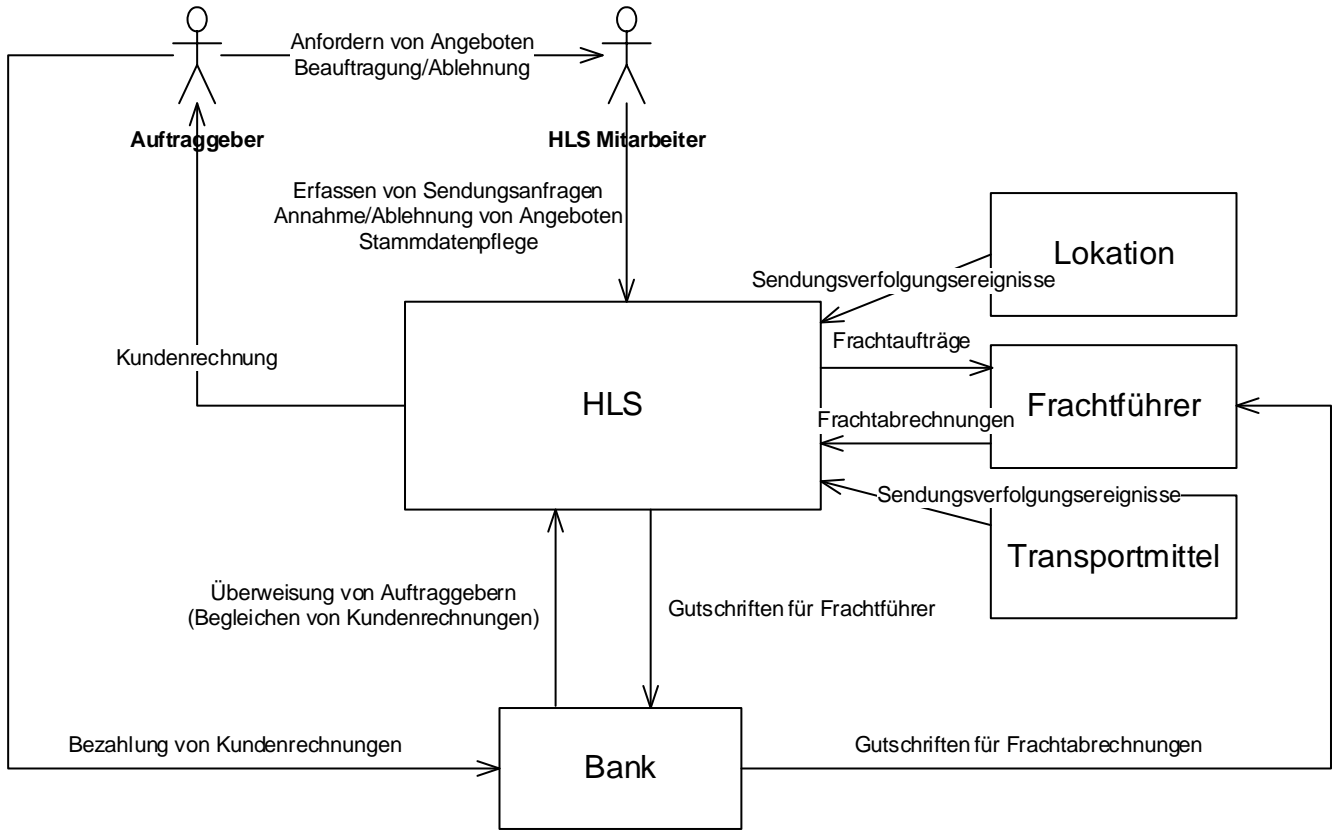 Anfordern von Angeboten
Beauftragung/Ablehnung
Auftraggeber
HLS Mitarbeiter
Erfassen von Sendungsanfragen
Annahme/Ablehnung von Angeboten
Stammdatenpflege
Lokation
Sendungsverfolgungsereignisse
Frachtaufträge
Kundenrechnung
HLS
Frachtführer
Frachtabrechnungen
Sendungsverfolgungsereignisse
Transportmittel
Überweisung von Auftraggebern
(Begleichen von Kundenrechnungen)
Gutschriften für Frachtführer
Bezahlung von Kundenrechnungen
Gutschriften für Frachtabrechnungen
Bank